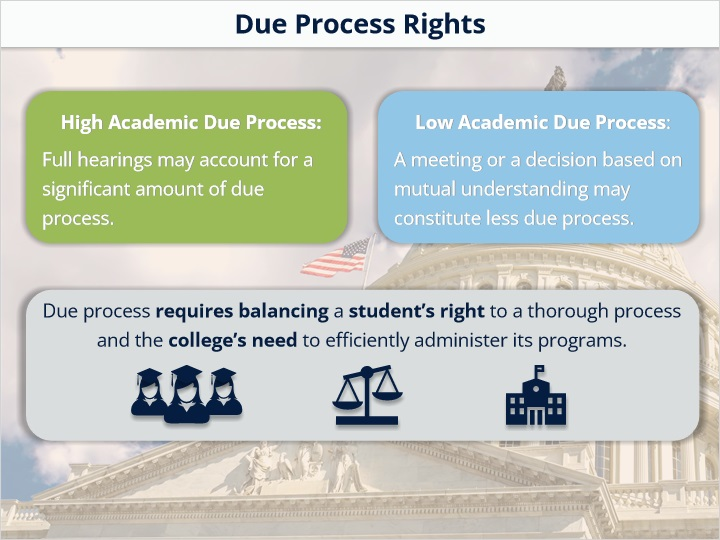 Due Process Rights
High Academic Due Process:
Full hearings may account for a
significant amount of due
process.
Low Academic Due Process:
A meeting or a decision based on
mutual understanding may
constitute less due process.
Due process requires balancing a student’s right to a thorough process
and the college’s need to efficiently administer its programs.